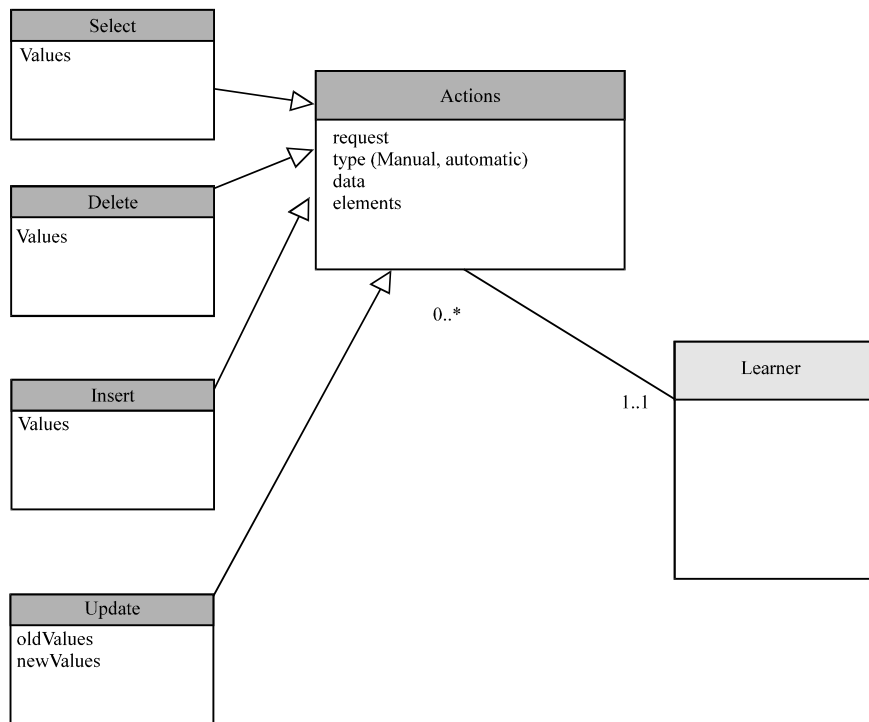 Select
Values
Actions
request
type (Manual, automatic)
data
elements
Delete
Values
0..*
Learner
1..1
Insert
Values
Update
oldValues
newValues